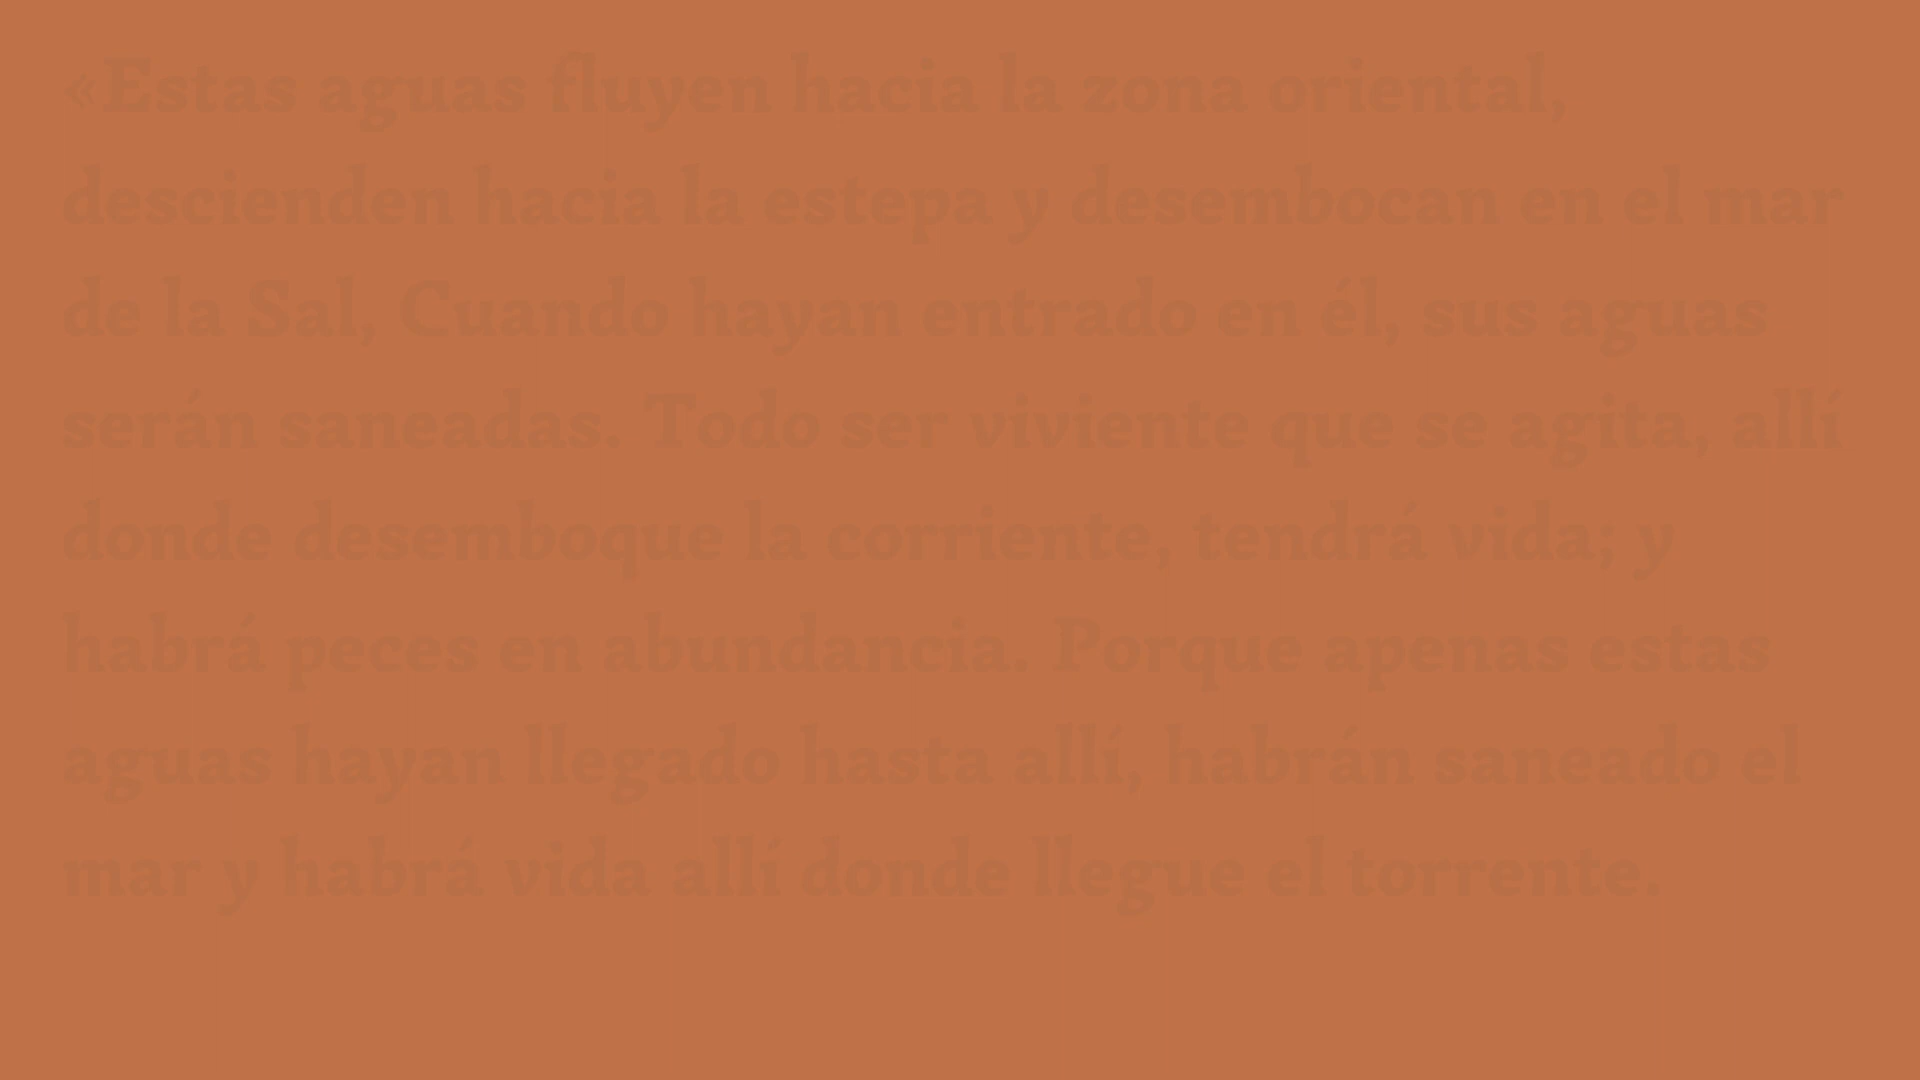 «Estas aguas fluyen hacia la zona oriental,
descienden hacia la estepa y desembocan en el mar
de la Sal, Cuando hayan entrado en él, sus aguas
serán saneadas. Todo ser viviente que se agita, allí
donde desemboque la corriente, tendrá vida; y
habrá peces en abundancia. Porque apenas estas
aguas hayan llegado hasta allí, habrán saneado el
mar y habrá vida allí donde llegue el torrente.